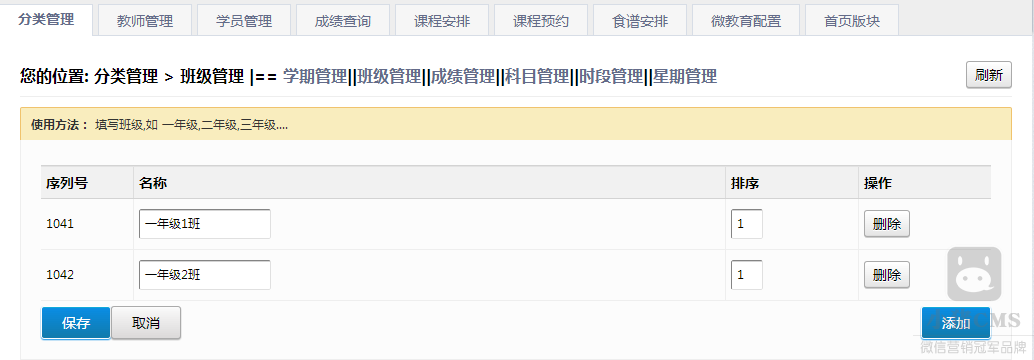 分类管理 教师管理 学员管理 成绩查询 课程安排 课程预约 食谱安排 微教育配置 首页版块
您的位置: 分类管理 > 班级管理 |== 学期管理||班级管理||成绩管理||科目管理||时段管理||星期管理 刷新
使用方法： 填写班级,如 一年级,二年级,三年级....
序列号 名称 排序 操作
1041 一年级1班 1 删除
1042 一年级2班 1 删除
保存 取消 添加 MS
微信营销冠军品牌